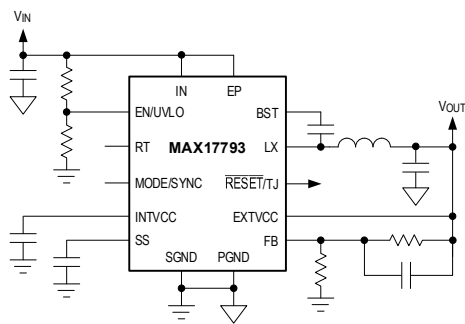 VIN
IN
EP
EN/UVLO
BST
VOUT
RT
MAX17793
LX
MODE/SYNC
RESET/TJ
INTVCC
EXTVCC
SS
FB
SGND
PGND